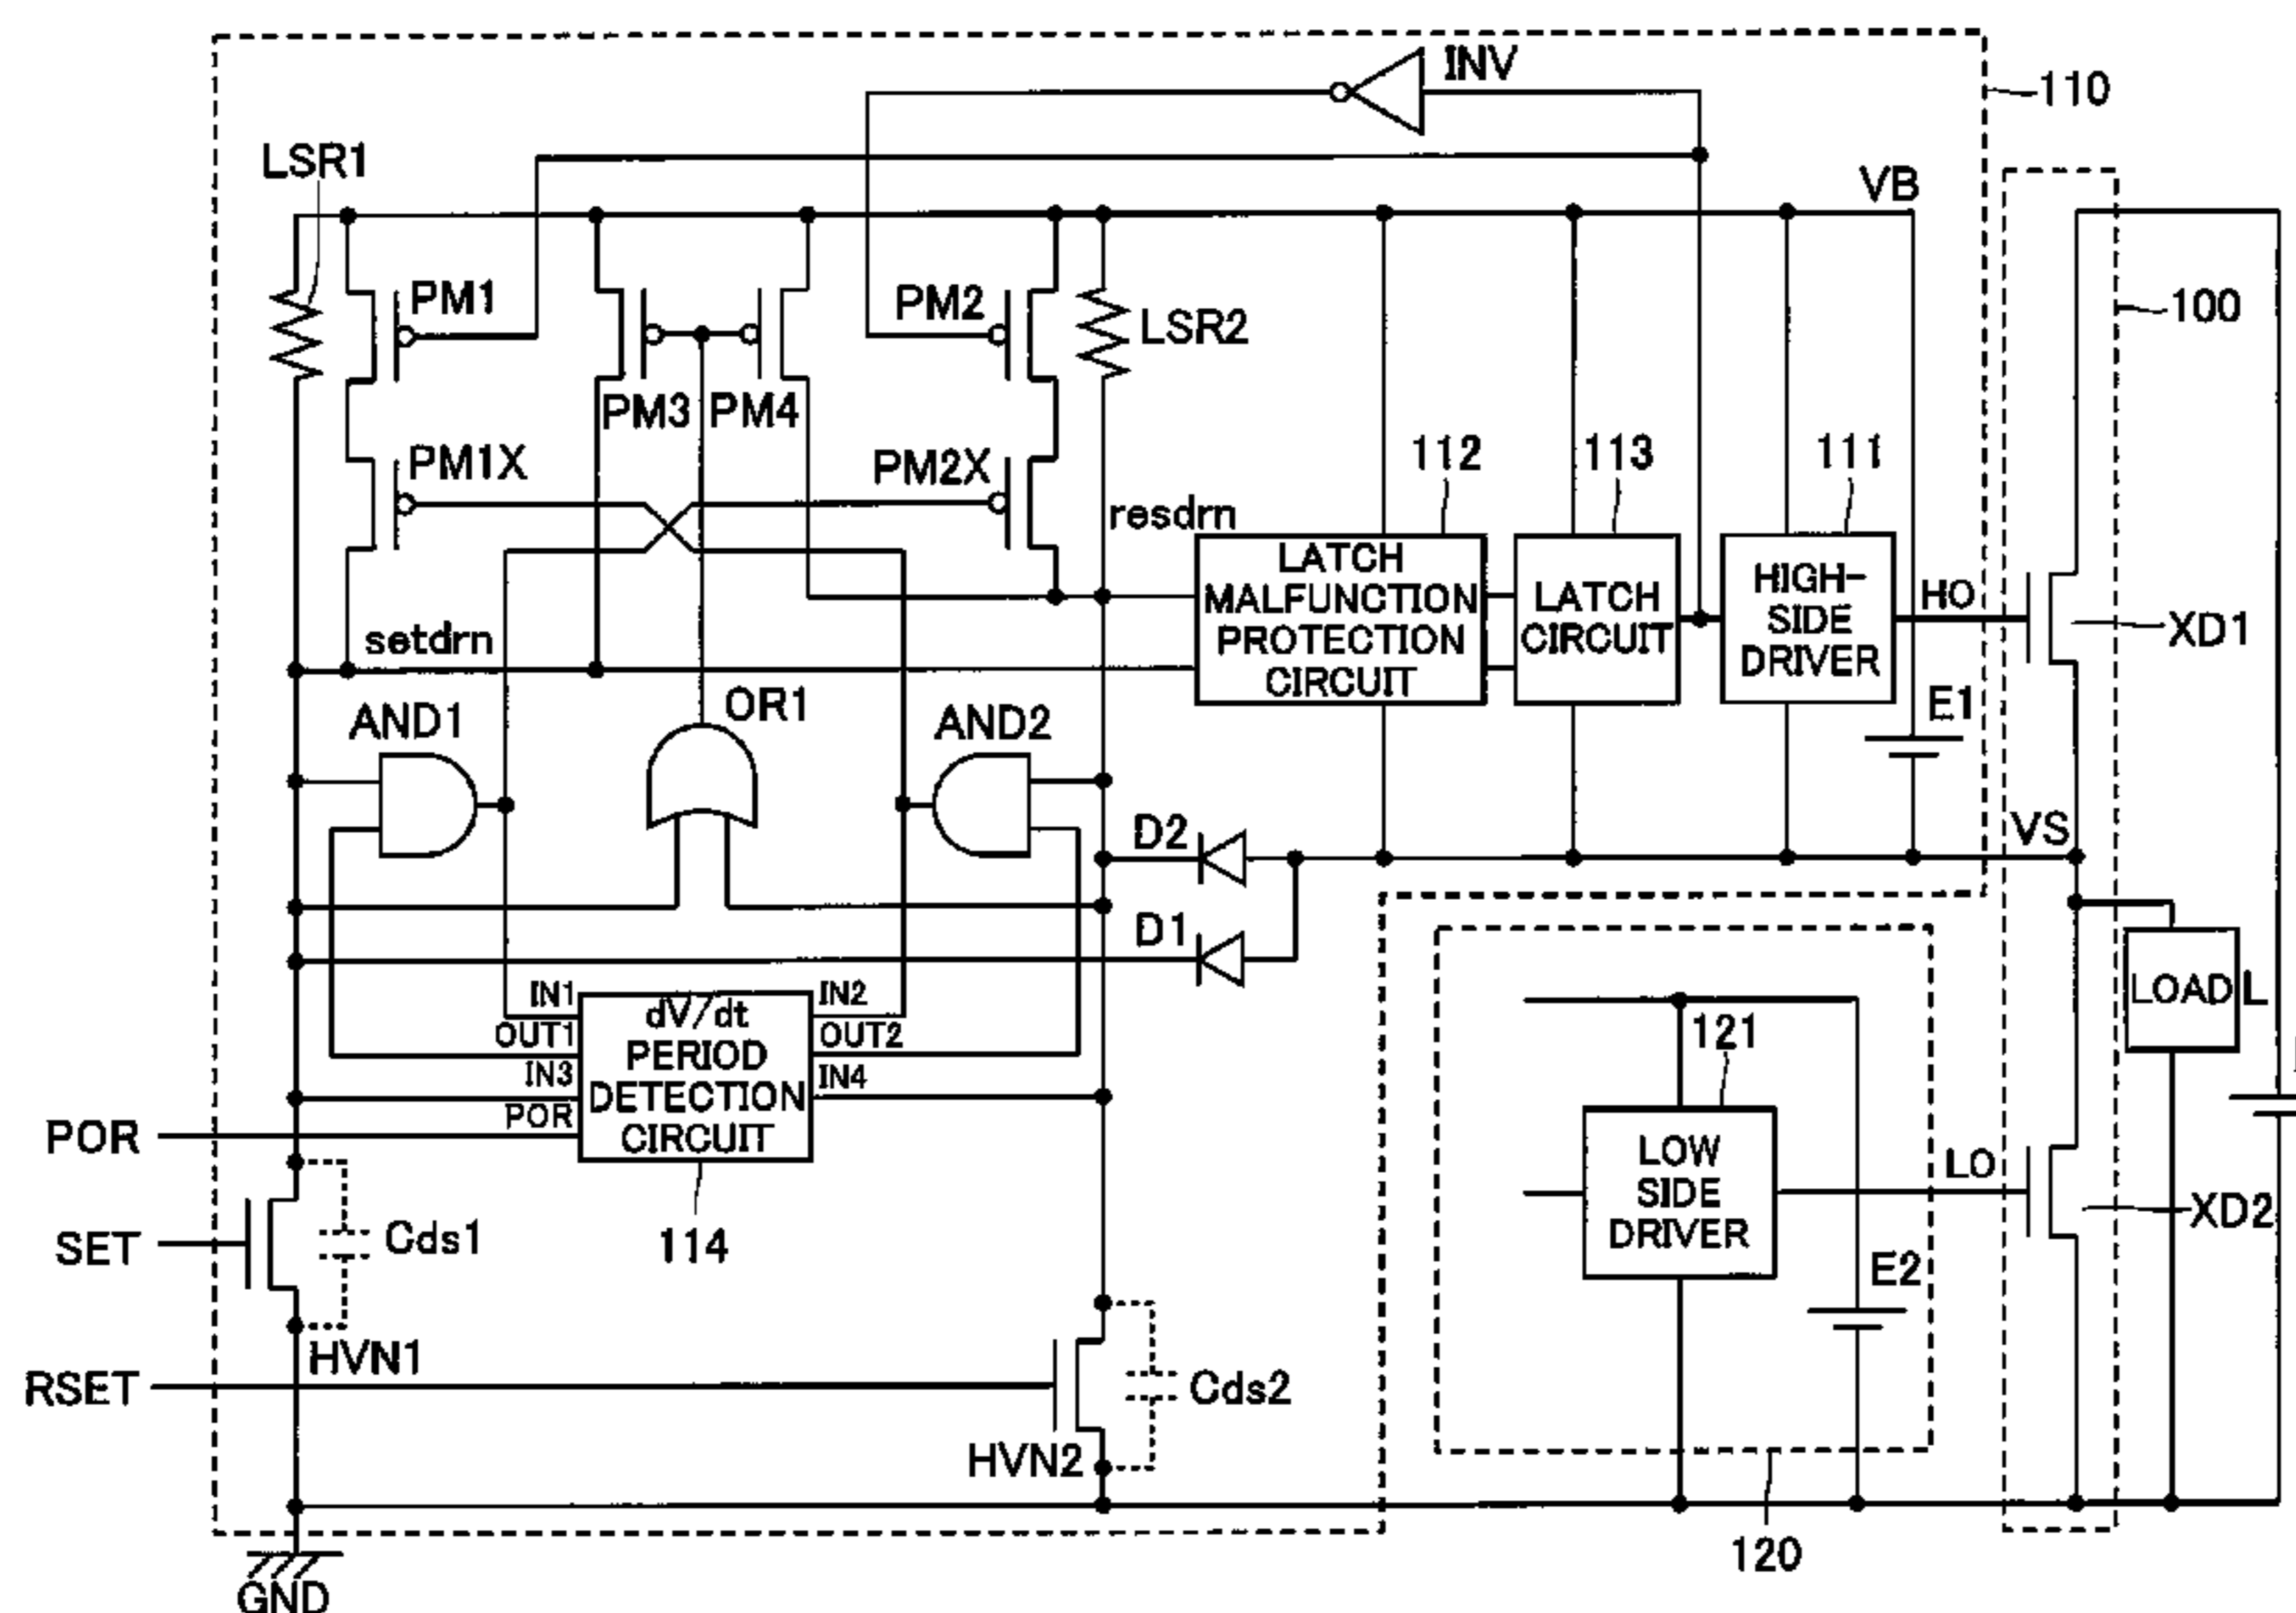 INV
110
LSR1
VB
PM1
PM2
LSR2
100
PM3
PM4
PM1X
PM2X
112
113
111
resdrn
LATCH
MALFUNCTION
PROTECTION
CIRCUIT
LATCH
CIRCUIT
HIGH-
SIDE
DRIVER
HO
XD1
setdrn
AND1
OR1
AND2
E1
D2
VS
D1
LOAD
L
IN1
OUT1
IN3
POR
dV/dt
PERIOD
DETECTION
CIRCUIT
IN2
OUT2
IN4
121
POR
LOW
SIDE
DRIVER
LO
XD2
SET
Cds1
114
E2
HVN1
RSET
Cds2
HVN2
120
GND